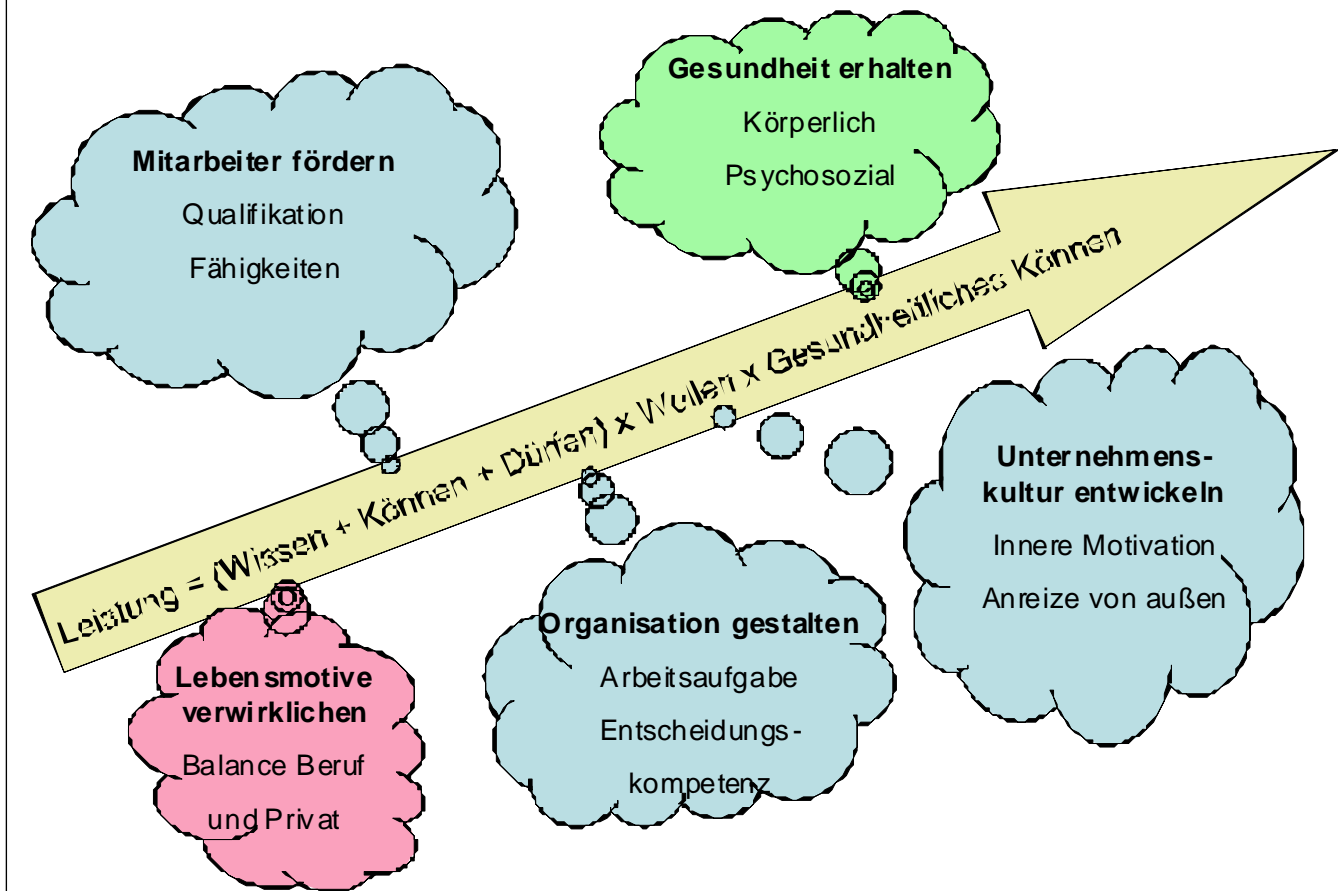 Gesundheit erhalten
Körperlich
Psychosozial
Mitarbeiter fördern
Qualifikation
Fähigkeiten
Leistung = (Wissen + Können + Dürfen) x Wollen x Gesundheitliches Können
Unternehmens-
kultur entwickeln
Innere Motivation
Anreize von außen
Organisation gestalten
Arbeitsaufgabe
Entscheidungs-
kompetenz
Lebensmotive
verwirklichen
Balance Beruf
und Privat